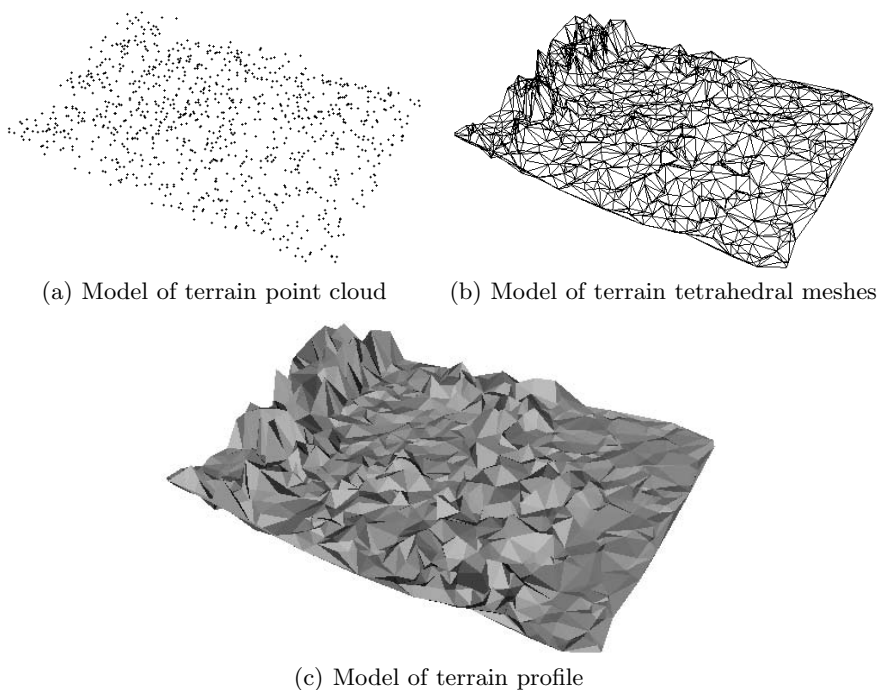 (a) Model of terrain point cloud
(b) Model of terrain tetrahedral meshes
(c) Model of terrain profile